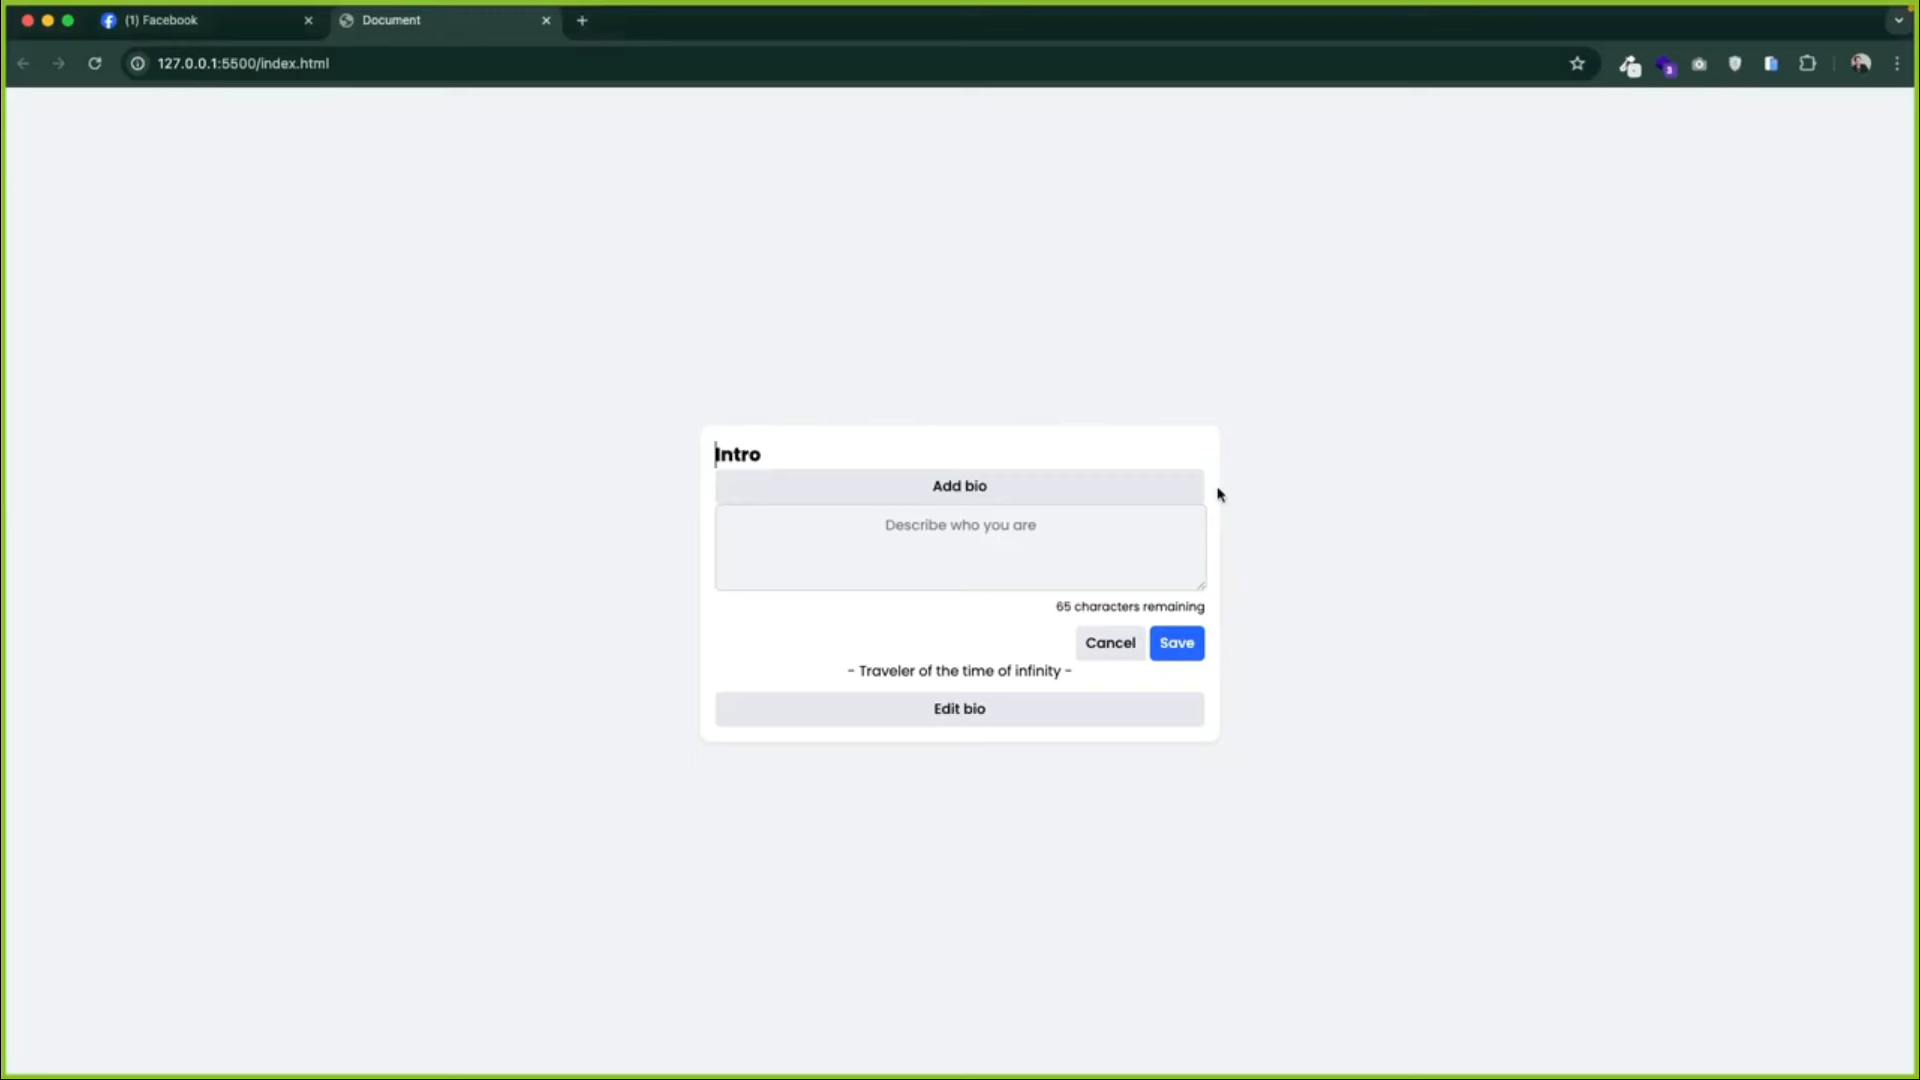 (1) Facebook
Document
127.0.0.1:5500/index.html
3
Intro
Add bio
Describe who you are
65 characters remaining
Cancel Save
- Traveler of the time of infinity -
Edit bio